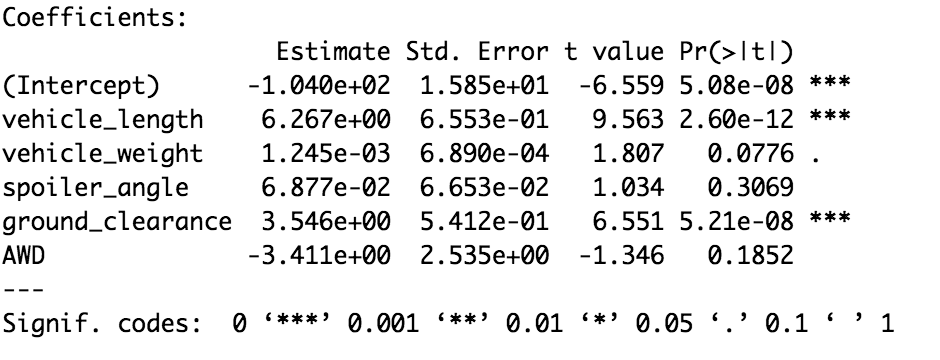 Coefficients:
Estimate Std. Error t value Pr(>|t|)
(Intercept) -1.040e+02 1.585e+01 -6.559 5.08e-08 ***
vehicle_length 6.267e+00 6.553e-01 9.563 2.60e-12 ***
vehicle_weight 1.245e-03 6.890e-04 1.807 0.0776 .
spoiler_angle 6.877e-02 6.653e-02 1.034 0.3069
ground_clearance 3.546e+00 5.412e-01 6.551 5.21e-08 ***
AWD -3.411e+00 2.535e+00 -1.346 0.1852
---
Signif. codes: 0 ‘***’ 0.001 ‘**’ 0.01 ‘*’ 0.05 ‘.’ 0.1 ‘ ’ 1